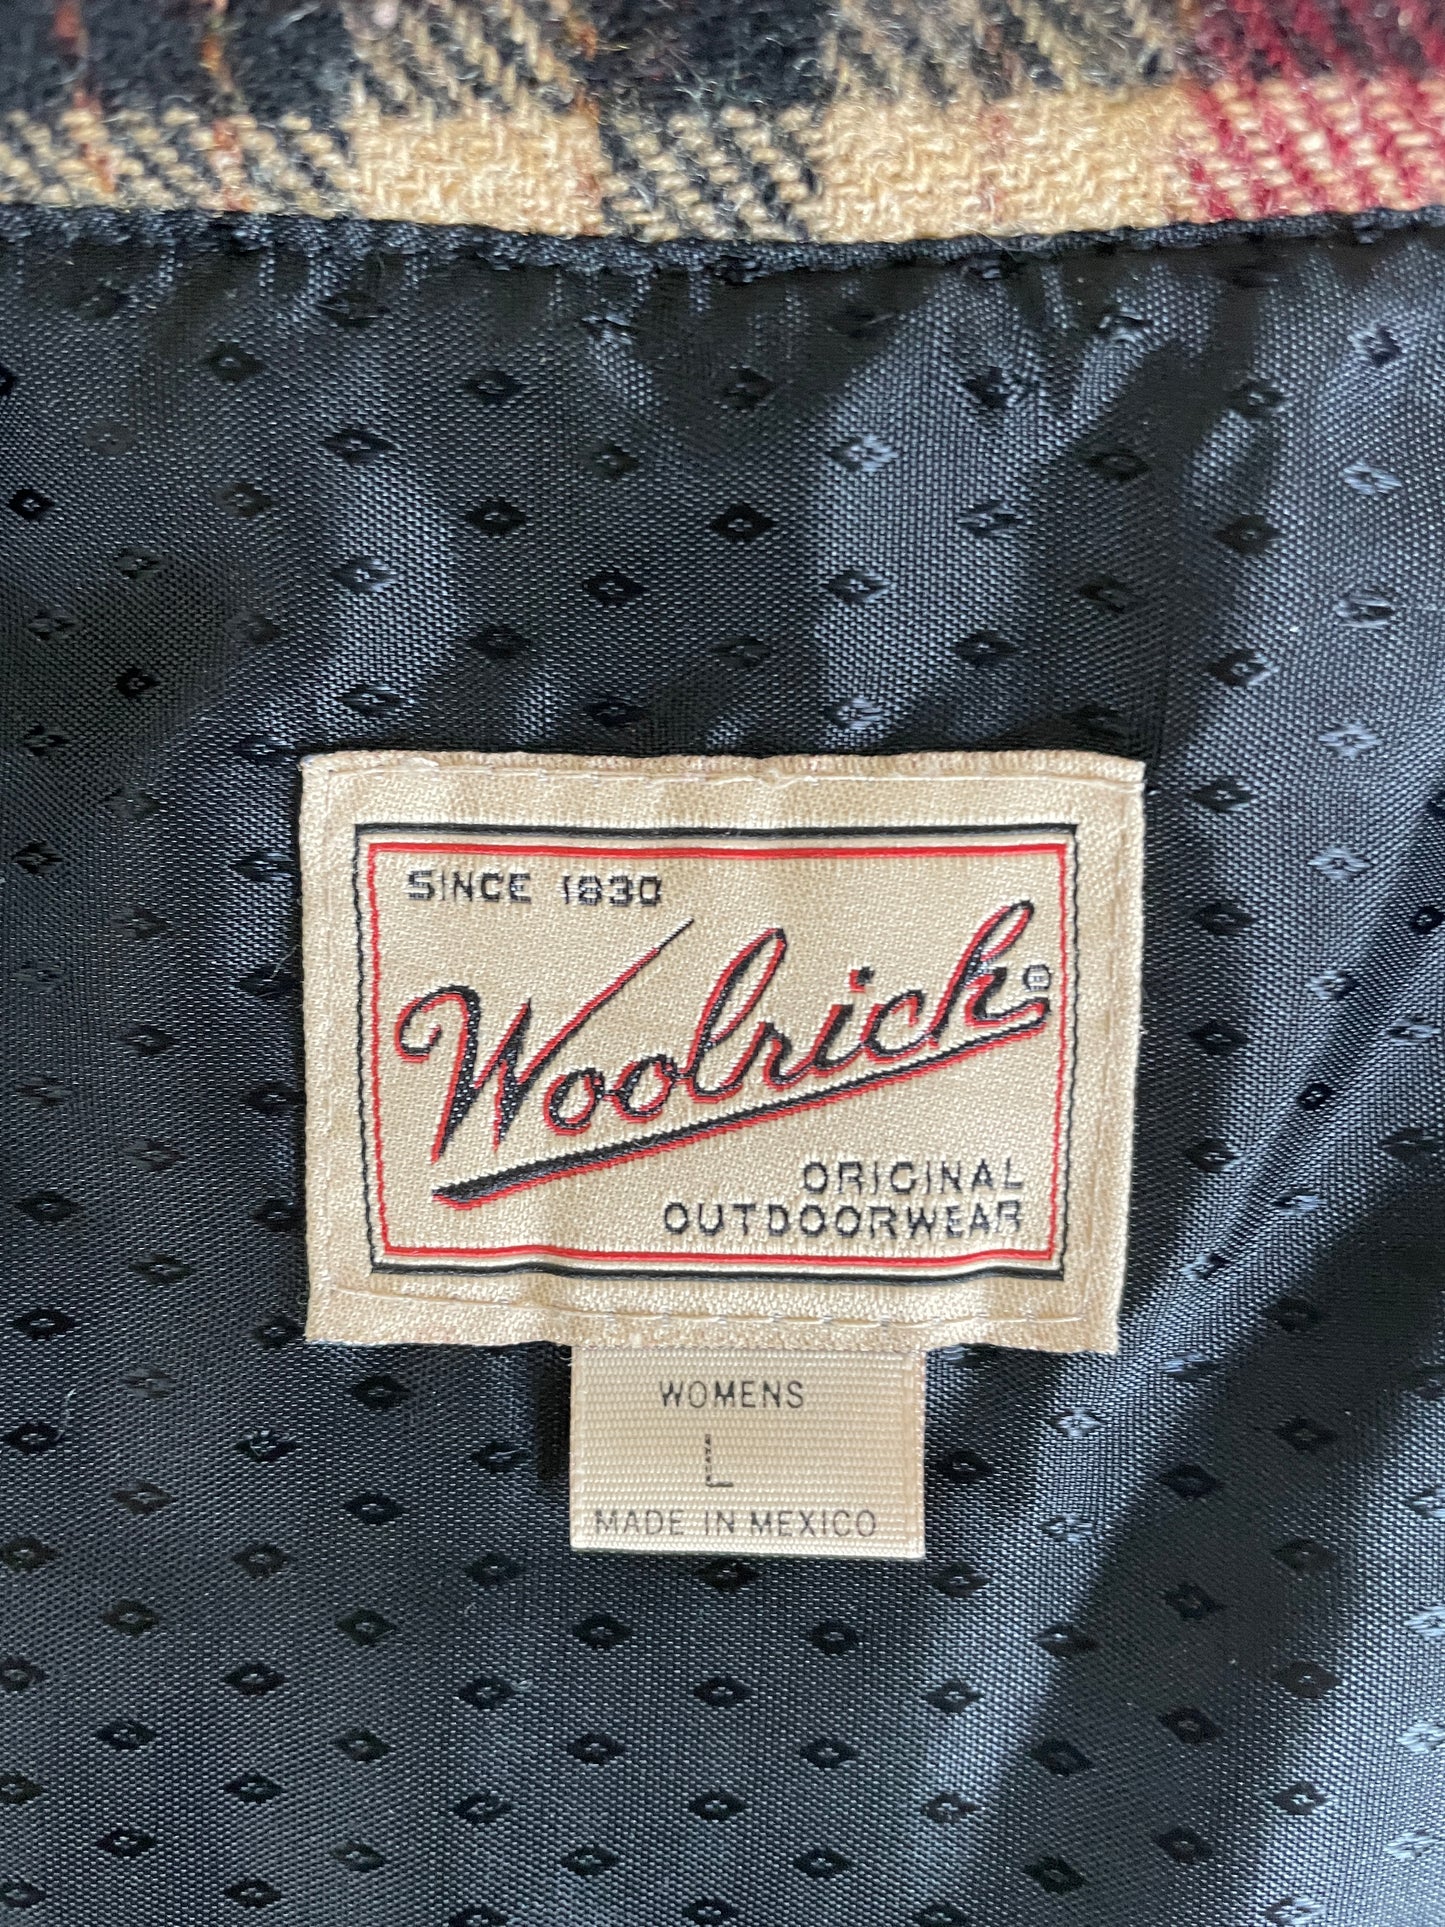 SINCE 1830
Woolrich®
ORIGINAL
OUTDOORWEAR
WOMENS
L
MADE IN MEXICO